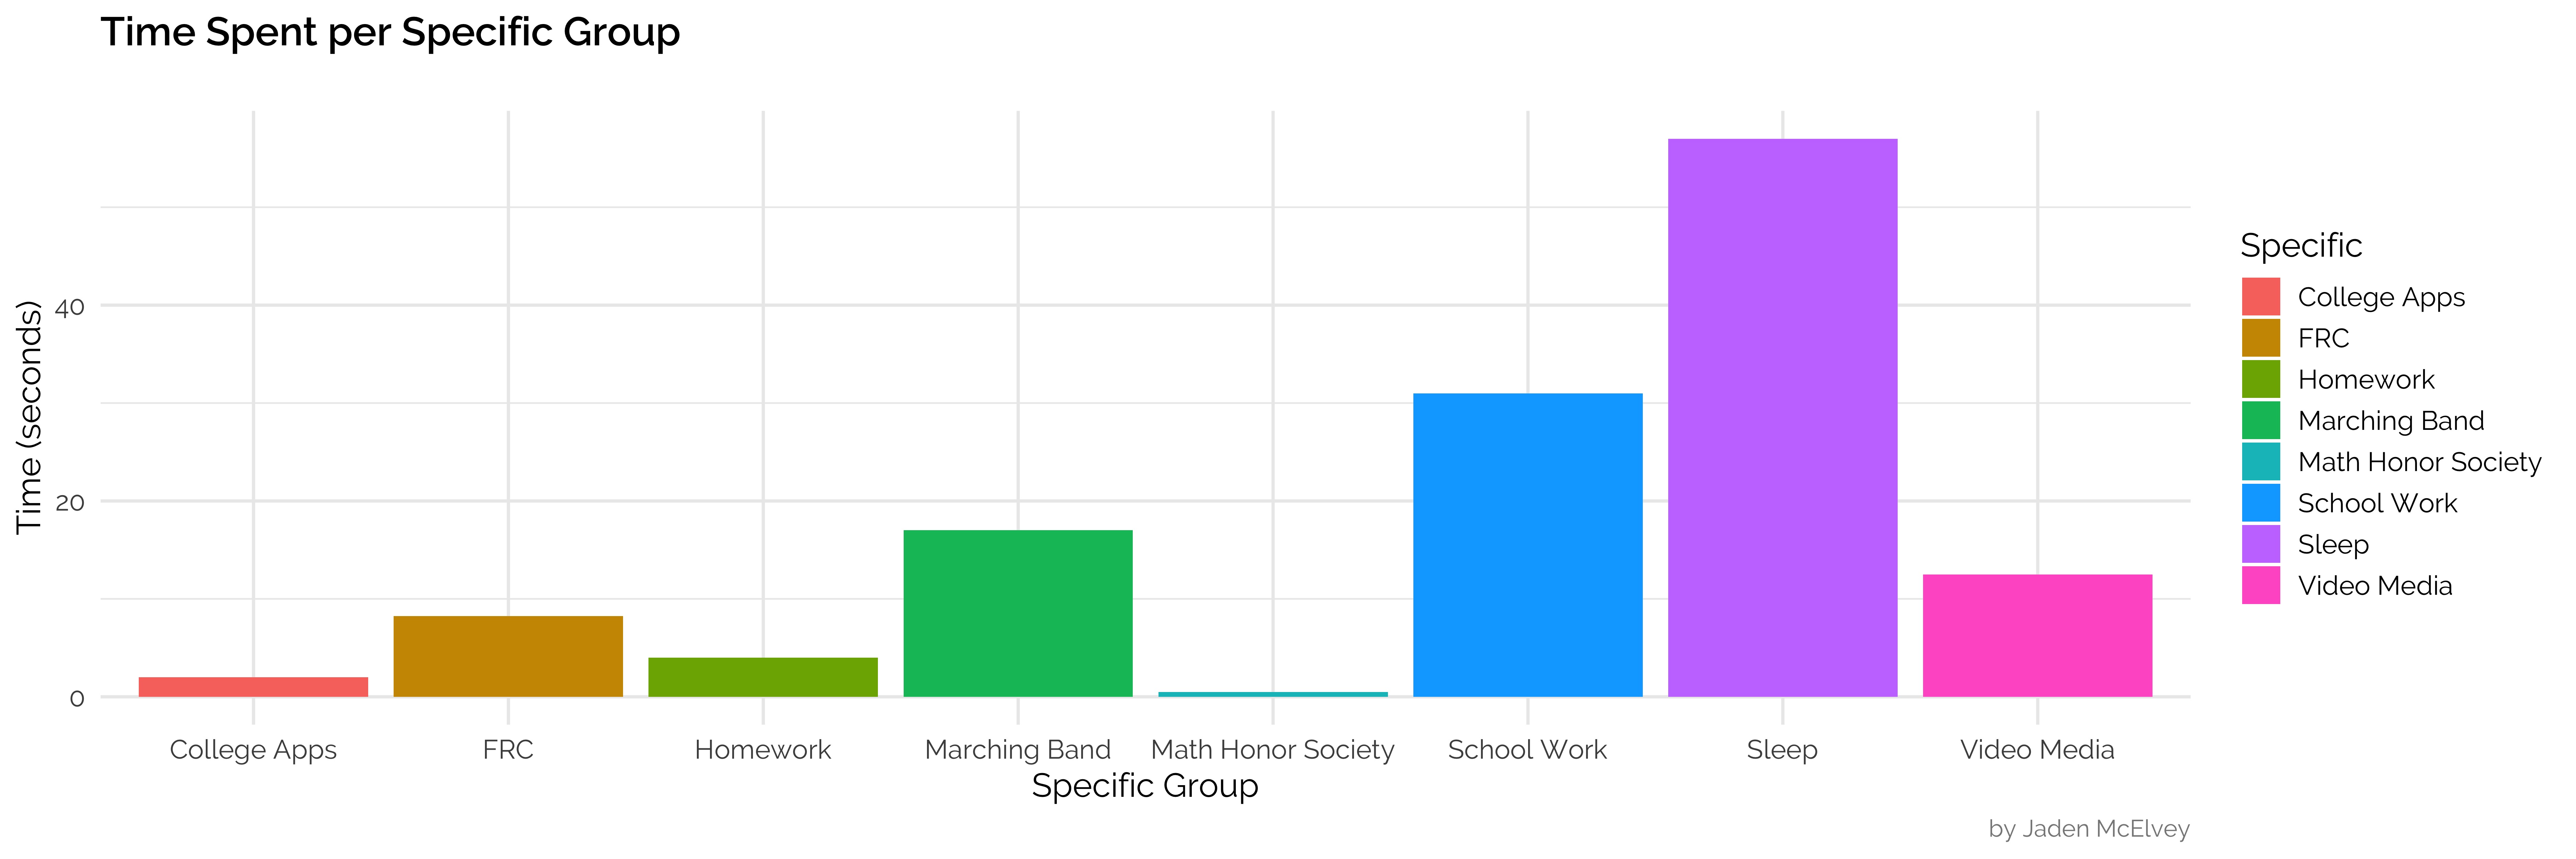 Time Spent per Specific Group
Time (seconds)
40
20
0
College Apps
FRC
Homework
Marching Band
Math Honor Society
School Work
Sleep
Video Media
Specific Group
Specific
College Apps
FRC
Homework
Marching Band
Math Honor Society
School Work
Sleep
Video Media
by Jaden McElvey